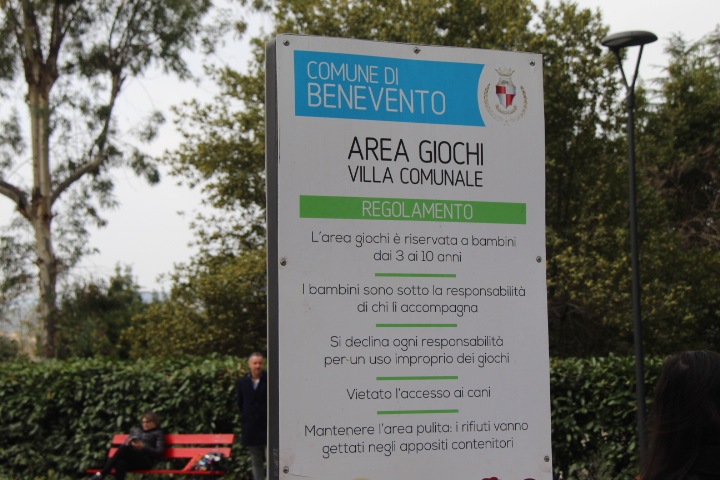 COMUNE DI
BENEVENTO
AREA GIOCHI
VILLA COMUNALE
REGOLAMENTO
L'area giochi è riservata a bambini
dai 3 ai 10 anni
I bambini sono sotto la responsabilità
di chi li accompagna
Si declina ogni responsabilità
per un uso improprio dei giochi
Vietato l'accesso ai cani
Mantenere l'area pulita: i rifiuti vanno
gettati negli appositi contenitori